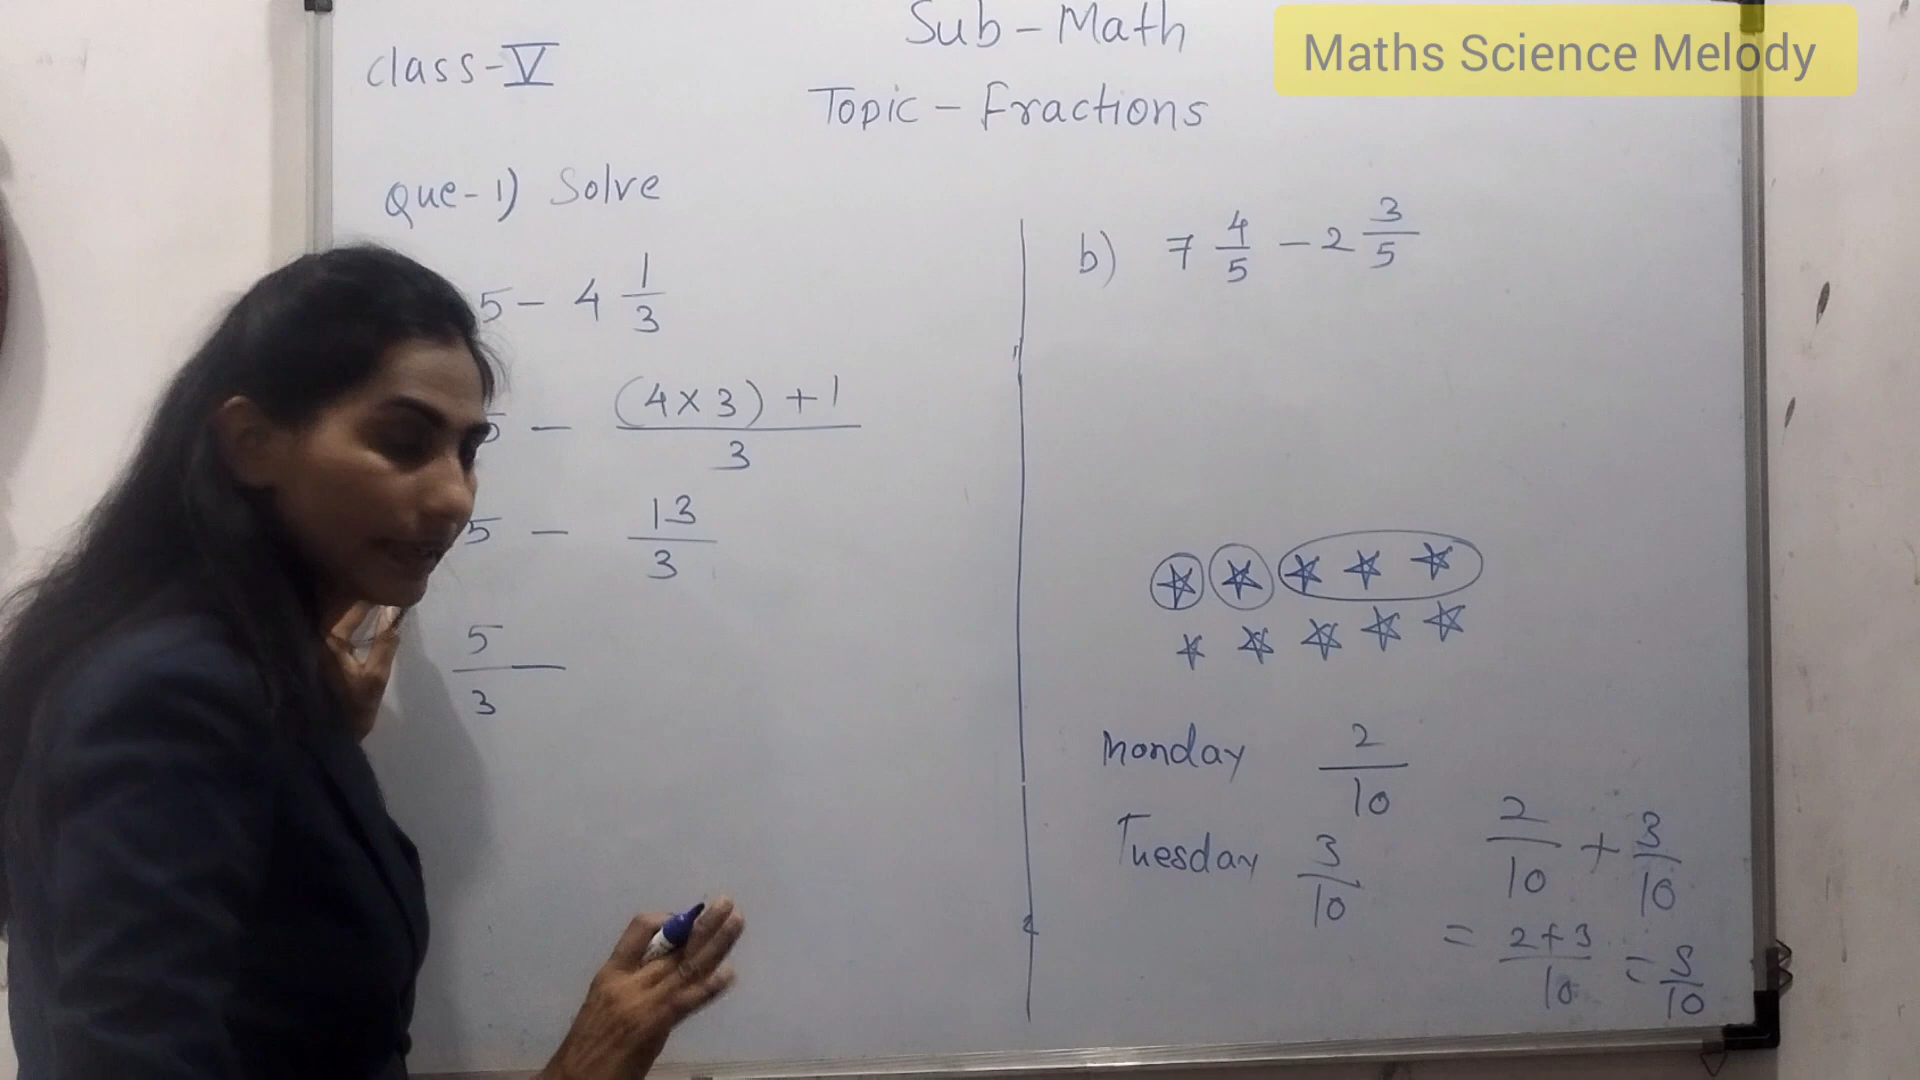 Sub - Math
Maths Science Melody
Class - V
Topic - Fractions
Que - 1) Solve
5 - 4 1/3
5 - (4 × 3) + 1 / 3
5 - 13/3
5/3 -
b) 7 4/5 - 2 3/5
Monday 2/10
Tuesday 3/10
2/10 + 3/10
= 2+3/10 = 5/10